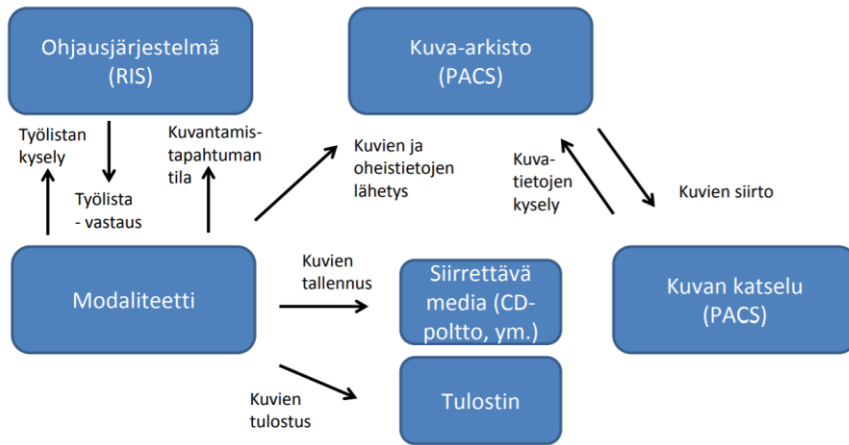 Ohjausjärjestelmä
(RIS)
Kuva-arkisto
(PACS)
Työlistan
kysely
Työlista
- vastaus
Kuvantamis-
tapahtuman
tila
Kuvien ja
oheistietojen
lähetys
Kuva-
tietojen
kysely
Kuvien siirto
Modaliteetti
Kuvien
tallennus
Siirrettävä
media (CD-
poltto, ym.)
Kuvan katselu
(PACS)
Kuvien
tulostus
Tulostin